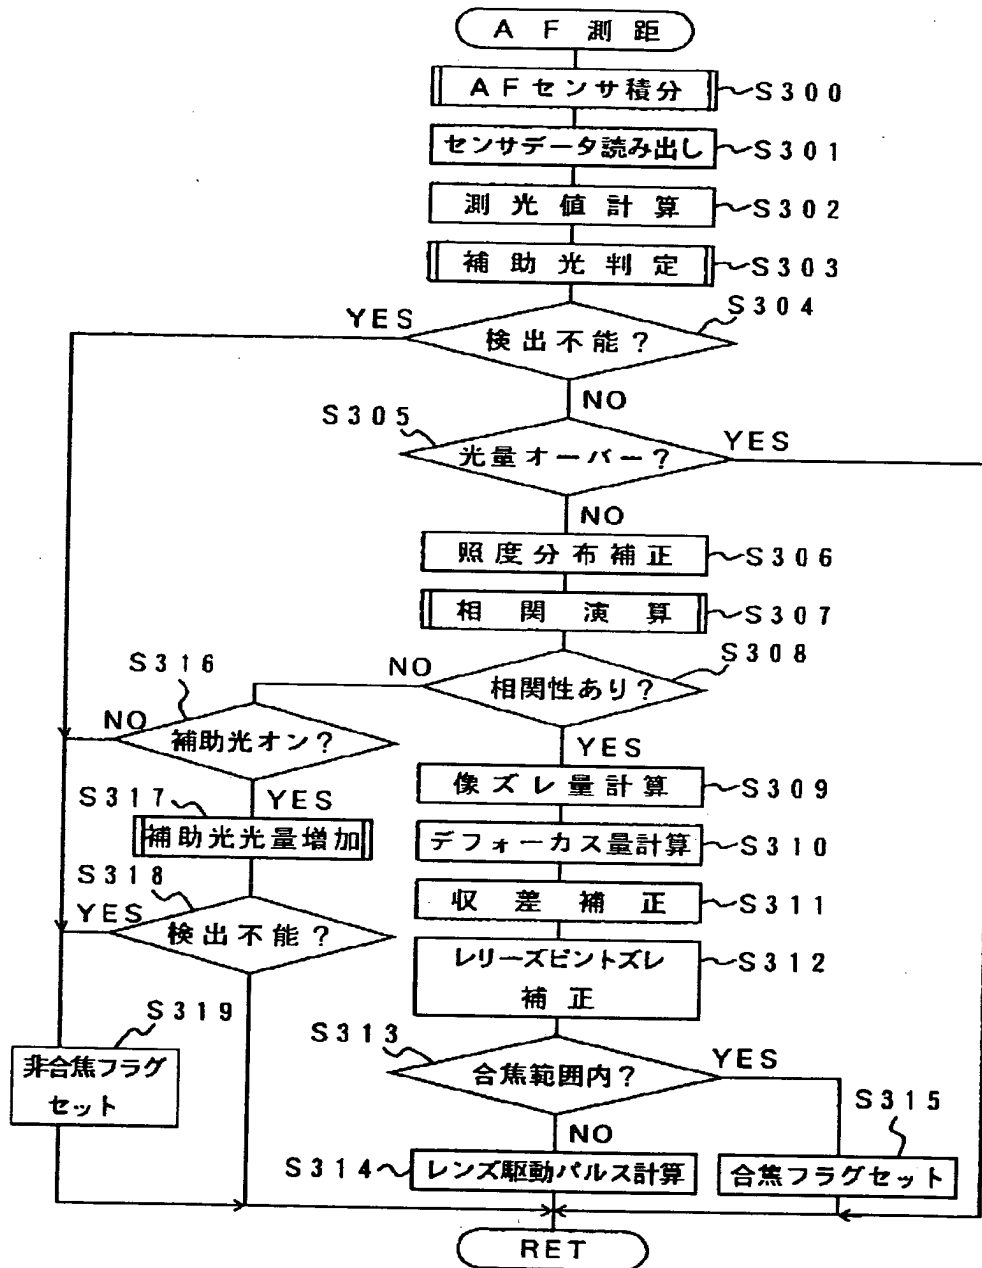 AF測距
AFセンサ積分 S300
センサデータ読み出し S301
測光値計算 S302
補助光判定 S303
S304
YES
検出不能?
NO
S305
YES
光量オーバー?
NO
照度分布補正 S306
相関演算 S307
S308
S316
NO
相関性あり?
NO
補助光オン?
YES
像ズレ量計算 S309
S317
YES
補助光光量増加
デフォーカス量計算 S310
S318
収差補正 S311
YES
検出不能?
レリーズピントズレ
補正
S312
S319
S313
YES
非合焦フラグ
セット
合焦範囲内?
S315
NO
S314 レンズ駆動パルス計算
合焦フラグセット
RET